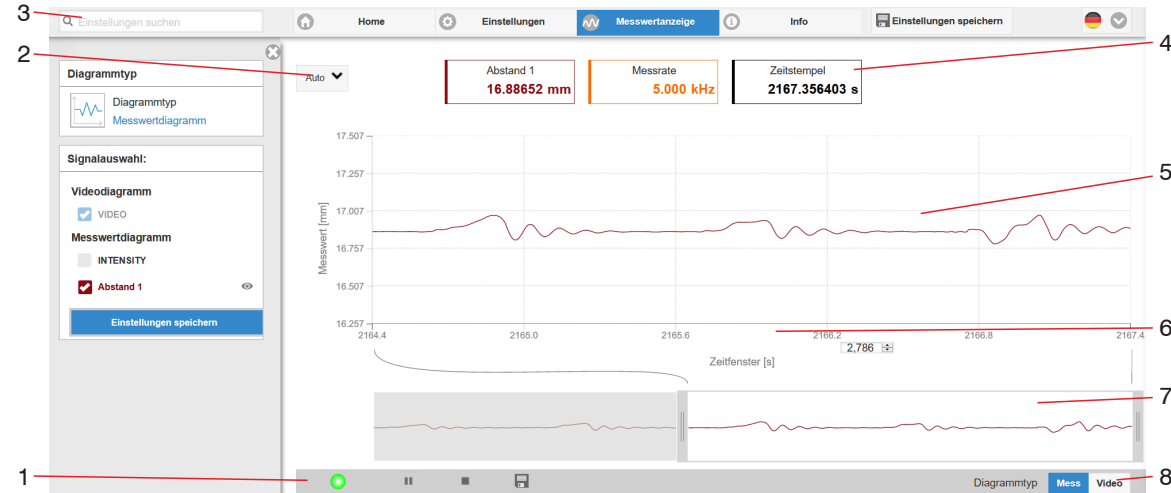 3
Einstellungen suchen
Home
Einstellungen
Messwertanzeige
Info
Einstellungen speichern
4
2
Diagrammtyp
Diagrammtyp
Messwertdiagramm
Signalauswahl:
Videodiagramm
VIDEO
Messwertdiagramm
INTENSITY
Abstand 1
Einstellungen speichern
Auto
Abstand 1
16.88652 mm
Messrate
5.000 kHz
Zeitstempel
2167.356403 s
17.507
17.257
17.007
16.757
16.507
16.257
Messwert [mm]
5
2164.4
2165.0
2165.6
2166.2
2166.8
2167.4
6
2,786
Zeitfenster [s]
7
1
Diagrammtyp
Mess
Video
8